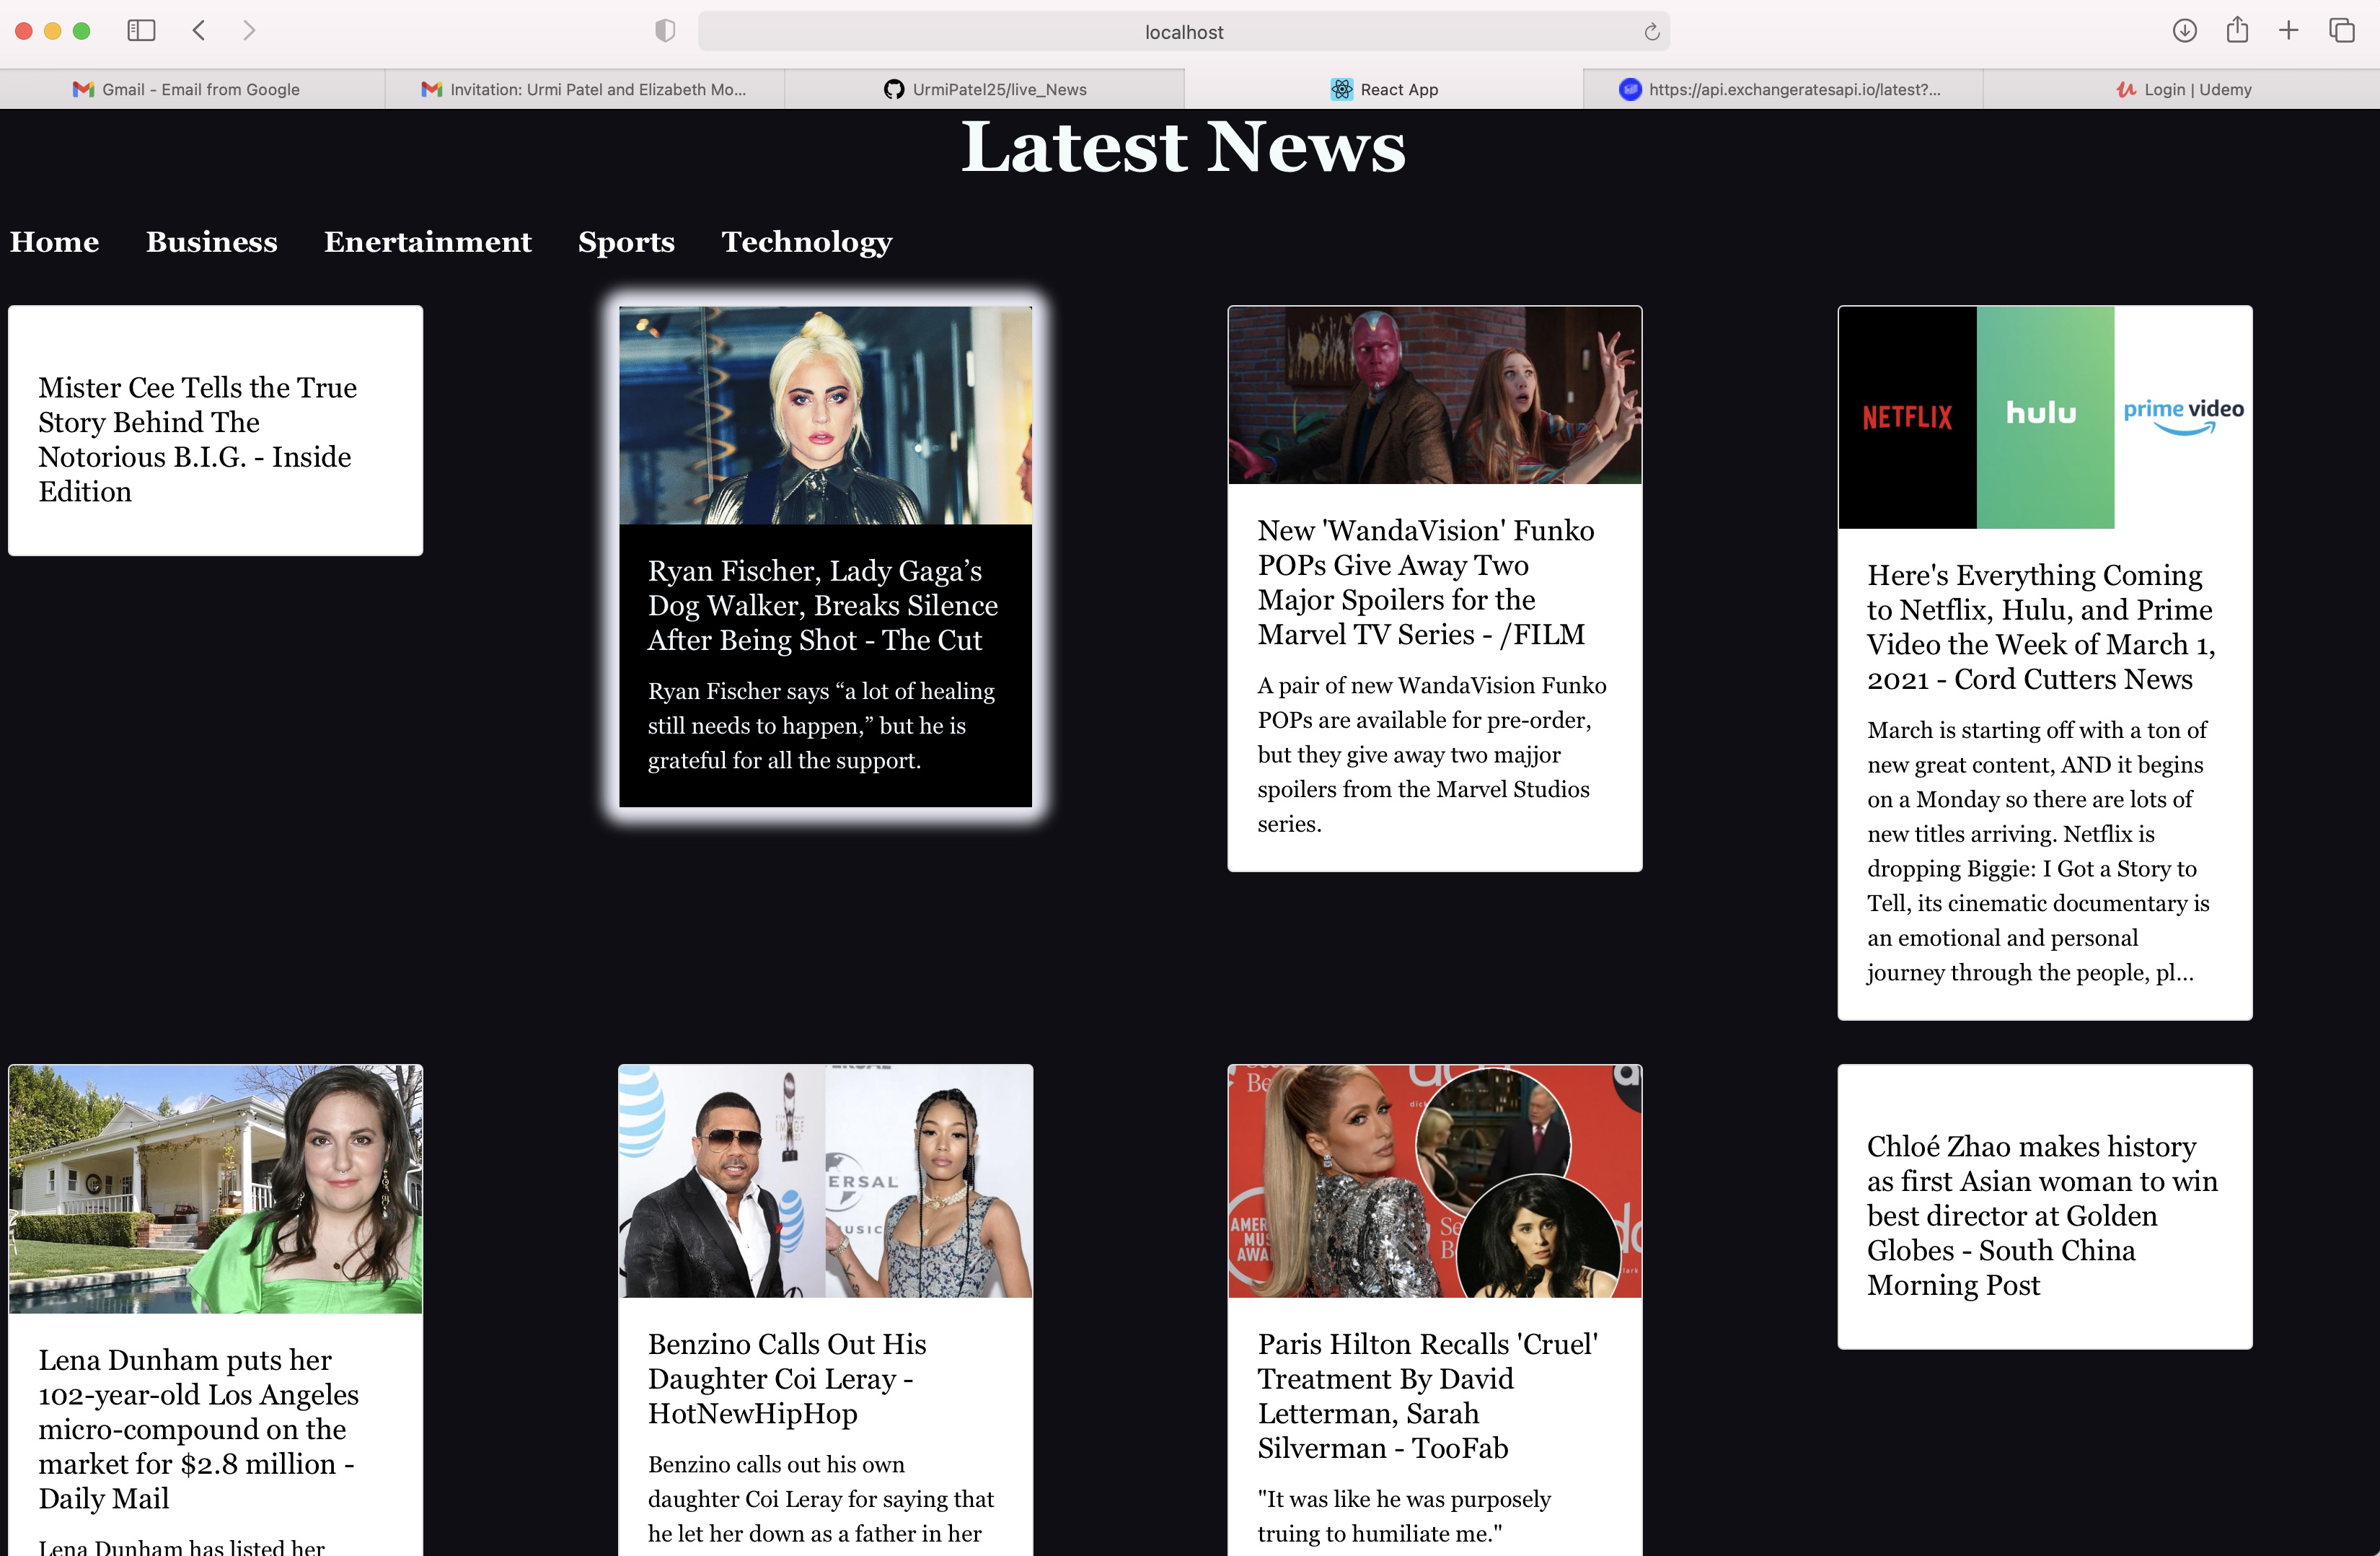 localhost
Gmail - Email from Google
Invitation: Urmi Patel and Elizabeth Mo...
UrmiPatel25/live_News
React App
https://api.exchangeratesapi.io/latest?...
Login | Udemy
Latest News
Home
Business
Enertainment
Sports
Technology
Mister Cee Tells the True
Story Behind The
Notorious B.I.G. - Inside
Edition
Ryan Fischer, Lady Gaga’s
Dog Walker, Breaks Silence
After Being Shot - The Cut
Ryan Fischer says “a lot of healing
still needs to happen,” but he is
grateful for all the support.
New 'WandaVision' Funko
POPs Give Away Two
Major Spoilers for the
Marvel TV Series - /FILM
A pair of new WandaVision Funko
POPs are available for pre-order,
but they give away two majjor
spoilers from the Marvel Studios
series.
NETFLIX
hulu
prime video
Here's Everything Coming
to Netflix, Hulu, and Prime
Video the Week of March 1,
2021 - Cord Cutters News
March is starting off with a ton of
new great content, AND it begins
on a Monday so there are lots of
new titles arriving. Netflix is
dropping Biggie: I Got a Story to
Tell, its cinematic documentary is
an emotional and personal
journey through the people, pl...
Lena Dunham puts her
102-year-old Los Angeles
micro-compound on the
market for $2.8 million -
Daily Mail
Lena Dunham has listed her
IMAGE
ERSAL
MUSIC
Benzino Calls Out His
Daughter Coi Leray -
HotNewHipHop
Benzino calls out his own
daughter Coi Leray for saying that
he let her down as a father in her
Be
dick
AMER
MUS
AWA
Se
B
Paris Hilton Recalls 'Cruel'
Treatment By David
Letterman, Sarah
Silverman - TooFab
"It was like he was purposely
truing to humiliate me."
Chloé Zhao makes history
as first Asian woman to win
best director at Golden
Globes - South China
Morning Post